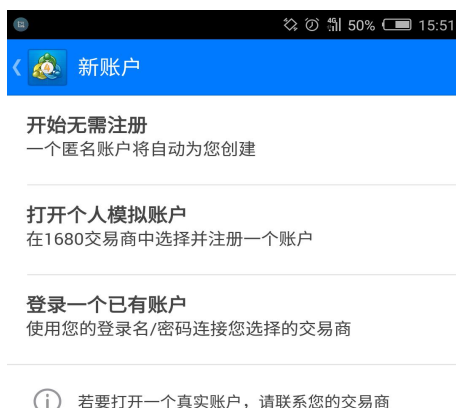 50% 15:51
新账户
开始无需注册
一个匿名账户将自动为您创建
打开个人模拟账户
在1680交易商中选择并注册一个账户
登录一个已有账户
使用您的登录名/密码连接您选择的交易商
若要打开一个真实账户，请联系您的交易商